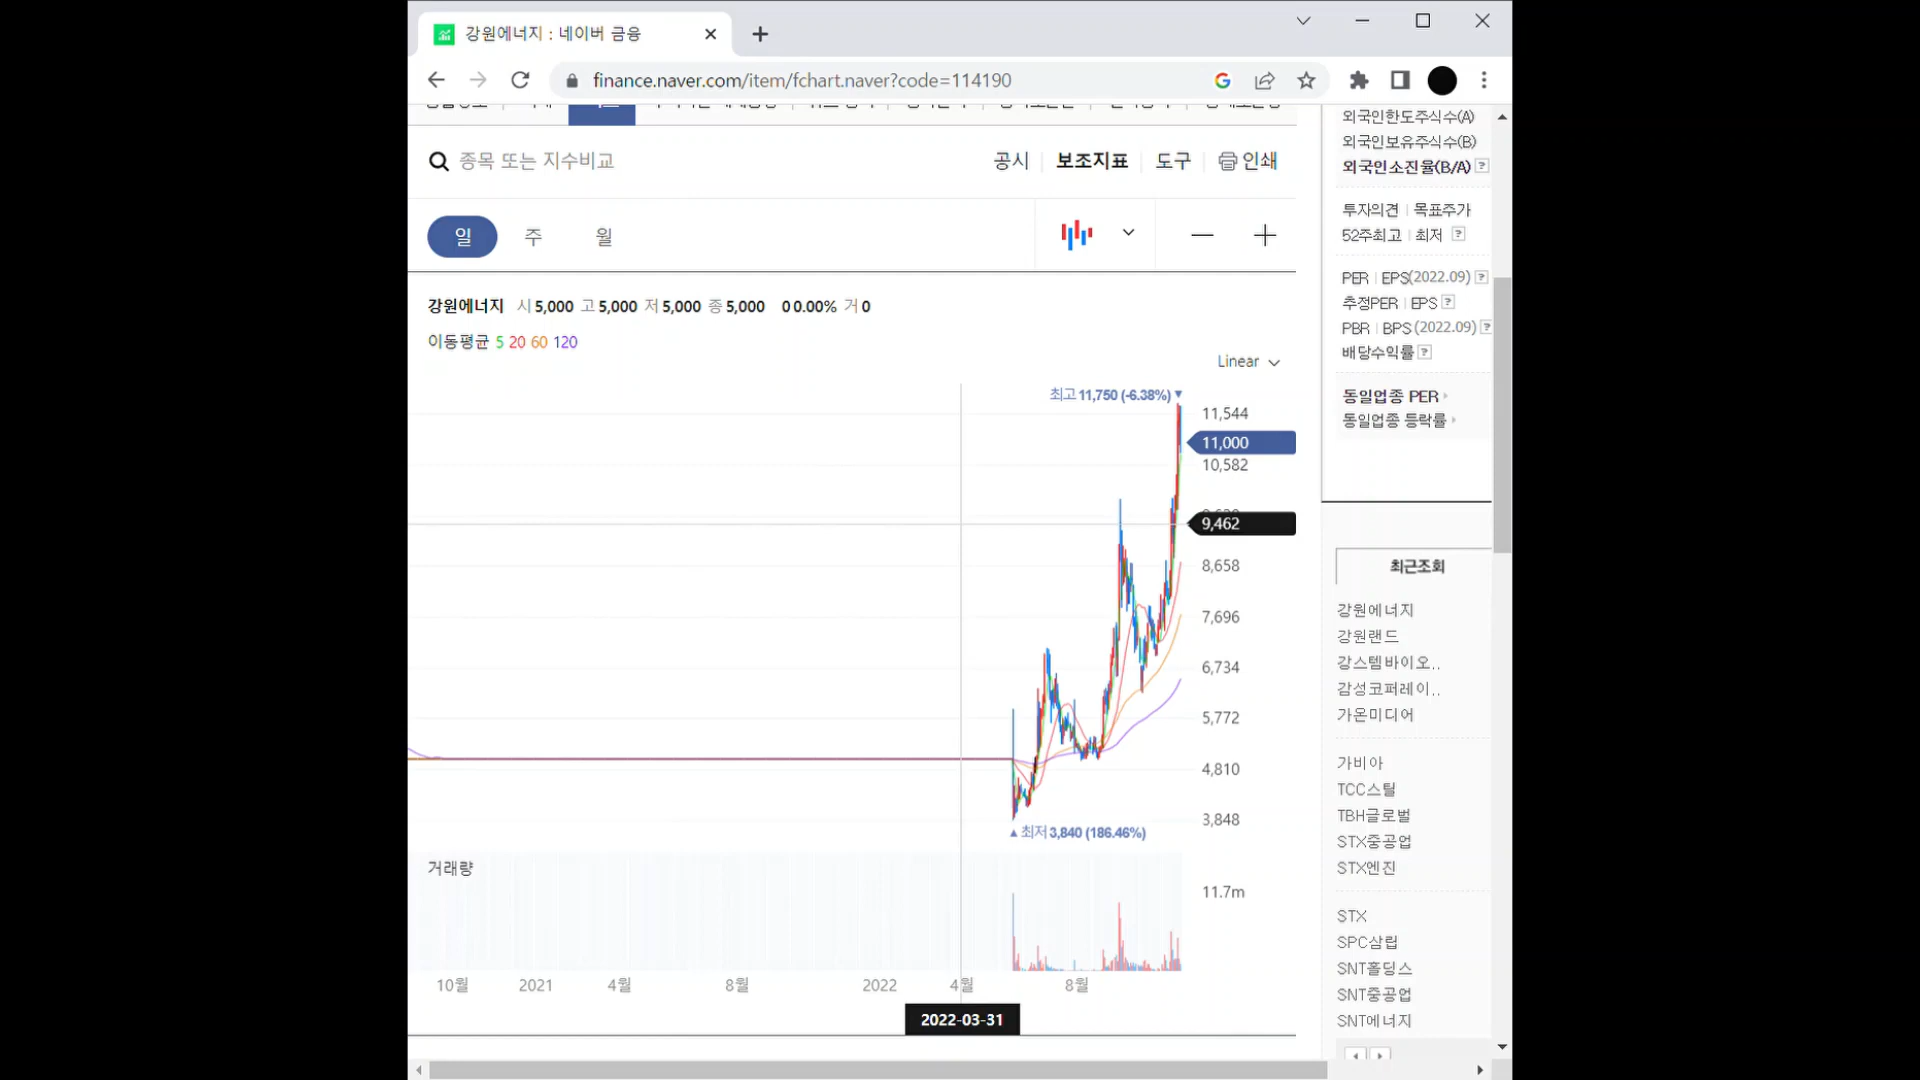 강원에너지 : 네이버 금융
finance.naver.com/item/fchart.naver?code=114190
종목 또는 지수비교
공시 보조지표 도구 인쇄
일 주 월
강원에너지 시 5,000 고 5,000 저 5,000 종 5,000 0 0.00% 거 0
이동평균 5 20 60 120
Linear
최고 11,750 (-6.38%) ▼
11,544
11,000
10,582
9,462
8,658
7,696
6,734
5,772
4,810
3,848
▲ 최저 3,840 (186.46%)
거래량
11.7m
10월 2021 4월 8월 2022 4월 8월
2022-03-31
외국인한도주식수(A)
외국인보유주식수(B)
외국인소진율(B/A) ?
투자의견 | 목표주가
52주최고 | 최저 ?
PER | EPS(2022.09) ?
추정PER | EPS ?
PBR | BPS (2022.09) ?
배당수익률 ?
동일업종 PER
동일업종 등락률
최근조회
강원에너지
강원랜드
강스템바이오..
감성코퍼레이..
가온미디어
가비아
TCC스틸
TBH글로벌
STX중공업
STX엔진
STX
SPC삼립
SNT홀딩스
SNT중공업
SNT에너지